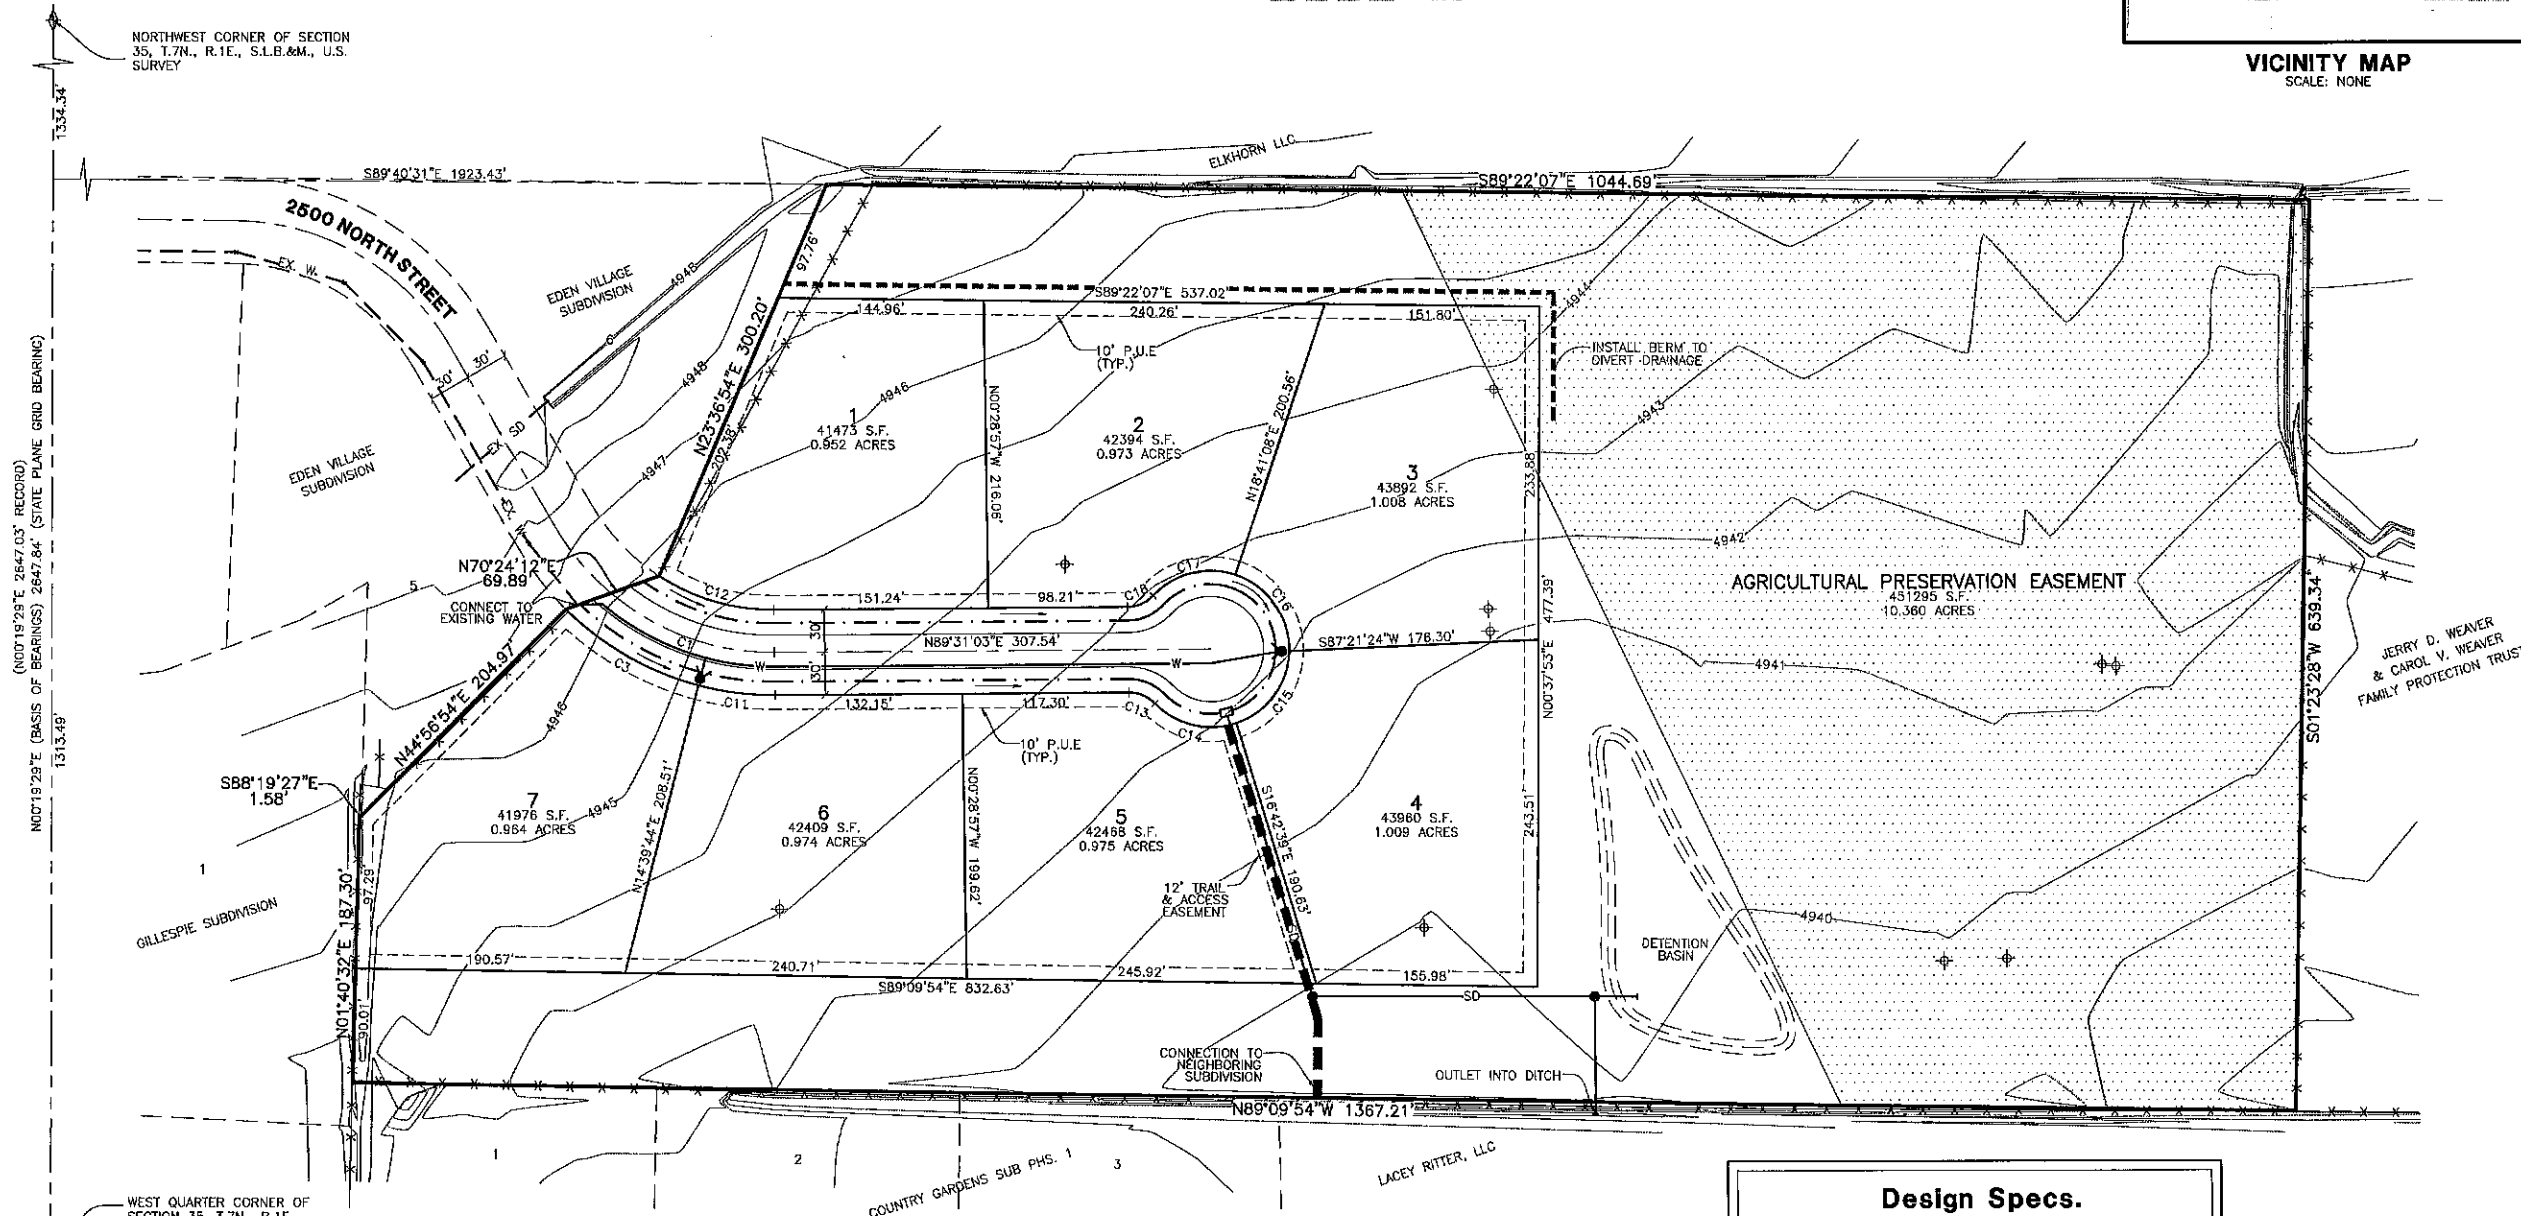 NORTHWEST CORNER OF SECTION
35, T.7N., R.1E., S.L.B.&M., U.S.
SURVEY
VICINITY MAP
SCALE: NONE
1334.34'
S89°40'31"E 1923.43'
ELKHORN LLC
S89°22'07"E 1044.69'
2500 NORTH STREET
EX. W.
EDEN VILLAGE
SUBDIVISION
4948
97.76'
S89°22'07"E 537.02'
144.96'
240.26'
151.80'
4944
10' P.U.E
(TYP.)
INSTALL BERM TO
DIVERT DRAINAGE
30'
30'
4948
N23°36'54"E 300.20'
4946
4943
1
41473 S.F.
0.952 ACRES
N00°28'57"W 216.06'
2
42394 S.F.
0.973 ACRES
N18°41'08"E 200.56'
3
43892 S.F.
1.008 ACRES
233.88'
EX SD
4947
202.38'
EDEN VILLAGE
SUBDIVISION
EX. W
N00°19'29"E (BASIS OF BEARINGS) 2647.84' (STATE PLANE GRID BEARING)
(N00°19'29"E 2647.03' RECORD)
4942
N70°24'12"E
69.89'
5
CONNECT TO
EXISTING WATER
C12
151.24'
98.21'
C18
C17
C16
AGRICULTURAL PRESERVATION EASEMENT
451295 S.F.
10.360 ACRES
30'
30'
C1
N89°31'03"E 307.54'
S87°21'24"W 178.30'
N00°37'53"E 477.39'
W
W
C3
C11
132.15'
117.30'
C13
C14
C15
4941
S01°23'28"W 639.34'
JERRY D. WEAVER
& CAROL V. WEAVER
FAMILY PROTECTION TRUST
N44°56'54"E 204.97'
4946
10' P.U.E
(TYP.)
1313.49'
S88°19'27"E
1.58'
7
41976 S.F.
0.964 ACRES
4945
N14°39'44"E 208.51'
6
42409 S.F.
0.974 ACRES
N00°28'57"W 199.62'
5
42468 S.F.
0.975 ACRES
S16°42'39"E 190.63'
4
43960 S.F.
1.009 ACRES
243.51'
1
GILLESPIE SUBDIVISION
97.29'
N01°40'32"E 187.30'
12' TRAIL
& ACCESS
EASEMENT
SD
DETENTION
BASIN
4940
190.57'
240.71'
245.92'
155.98'
S89°09'54"E 832.63'
SD
90.01'
CONNECTION TO
NEIGHBORING
SUBDIVISION
OUTLET INTO DITCH
N89°09'54"W 1367.21'
1
2
3
COUNTRY GARDENS SUB PHS. 1
LACEY RITTER, LLC
WEST QUARTER CORNER OF
SECTION 35, T.7N., R.1E.
Design Specs.